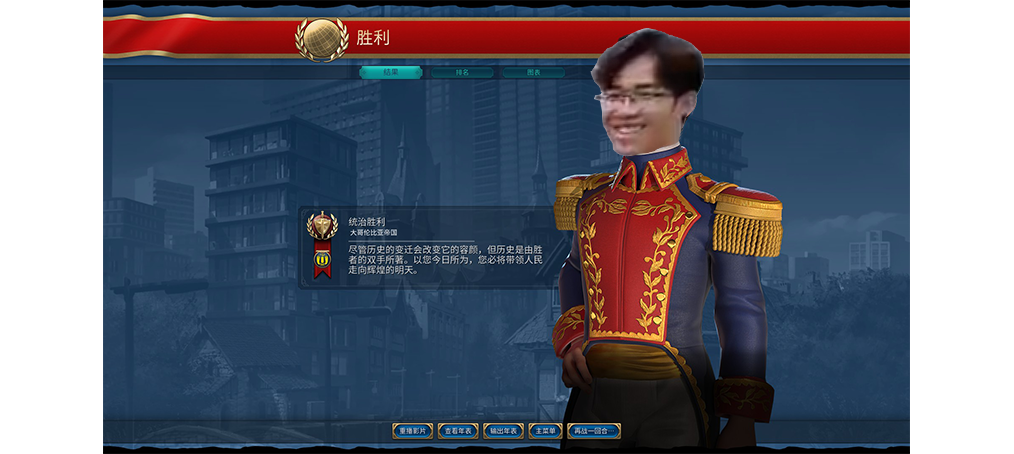 胜利
结果
排名
图表
统治胜利
大哥伦比亚帝国
尽管历史的变迁会改变它的容颜，但历史是由胜
者的双手所著。以您今日所为，您必将带领人民
走向辉煌的明天。
重播影片
查看年表
输出年表
主菜单
再战一回合…